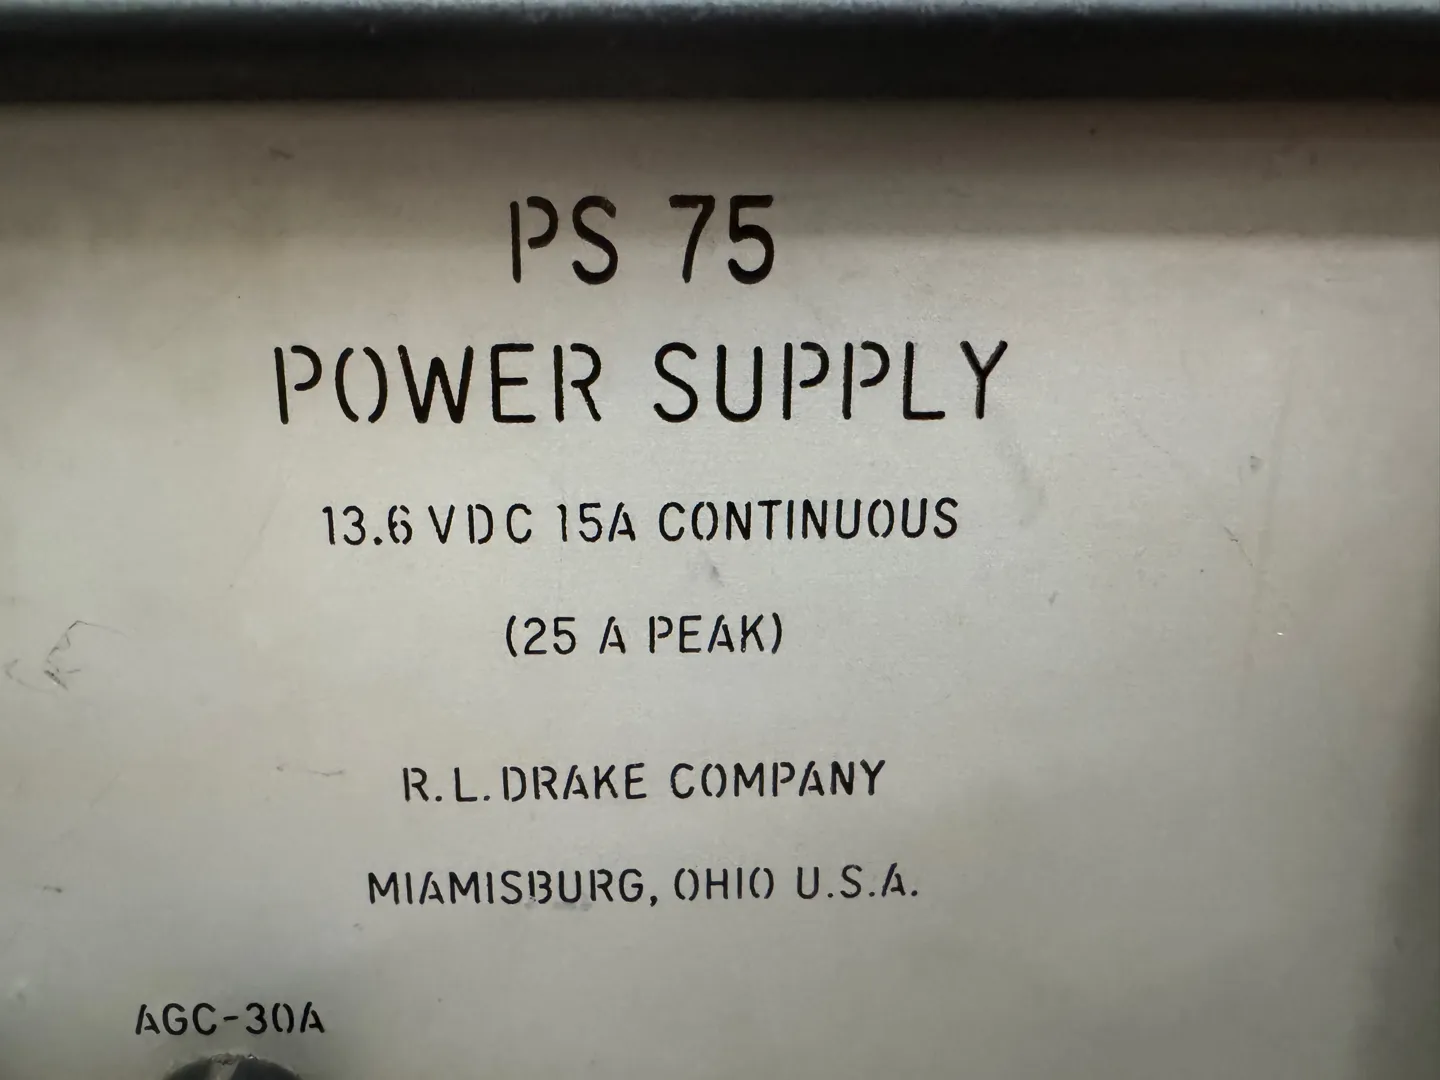 PS 75
POWER SUPPLY
13.6 VDC 15A CONTINUOUS
(25 A PEAK)
R.L. DRAKE COMPANY
MIAMISBURG, OHIO U.S.A.
AGC-30A